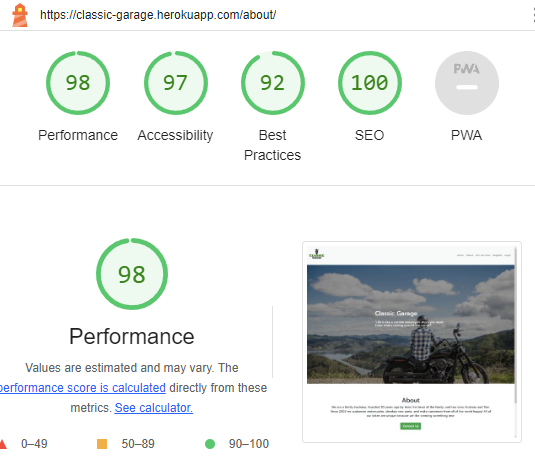 https://classic-garage.herokuapp.com/about/
98
97
92
100
PWA
Performance
Accessibility
Best
Practices
SEO
PWA
98
Performance
Values are estimated and may vary. The
performance score is calculated directly from these
metrics. See calculator.
0–49
50–89
90–100
Classic Garage
About